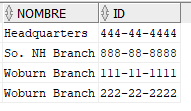 NOMBRE ID
Headquarters 444-44-4444
So. NH Branch 888-88-8888
Woburn Branch 111-11-1111
Woburn Branch 222-22-2222